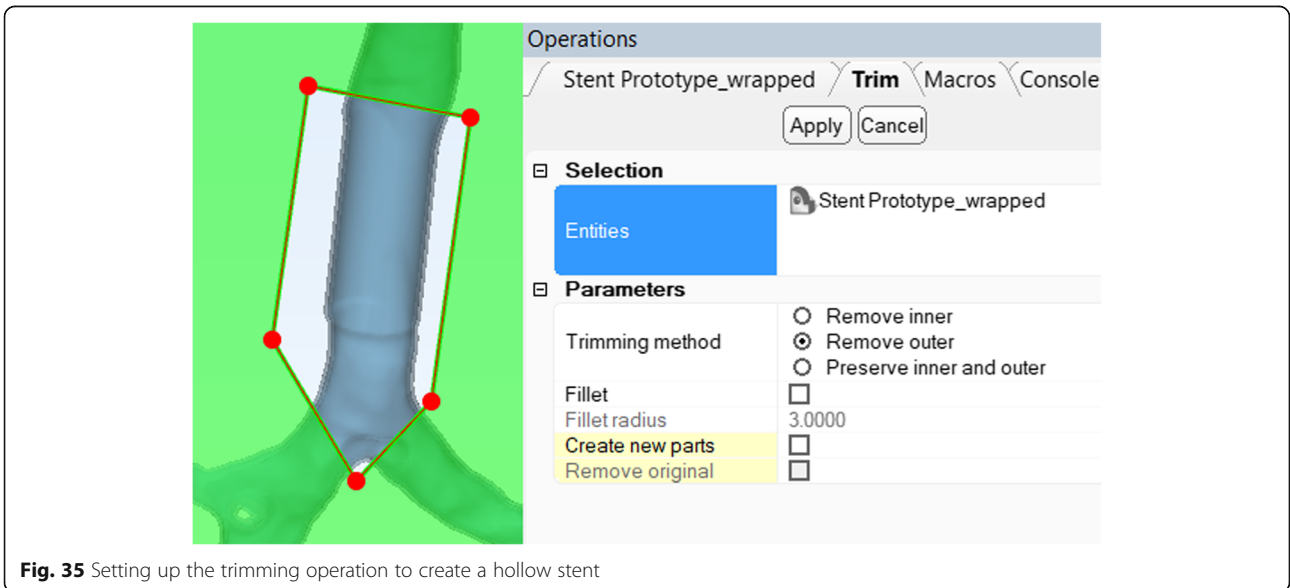 Operations
Stent Prototype_wrapped Trim Macros Console
Apply Cancel
Selection
Entities Stent Prototype_wrapped
Parameters
Trimming method
Remove inner
Remove outer
Preserve inner and outer
Fillet
Fillet radius 3.0000
Create new parts
Remove original
Fig. 35 Setting up the trimming operation to create a hollow stent